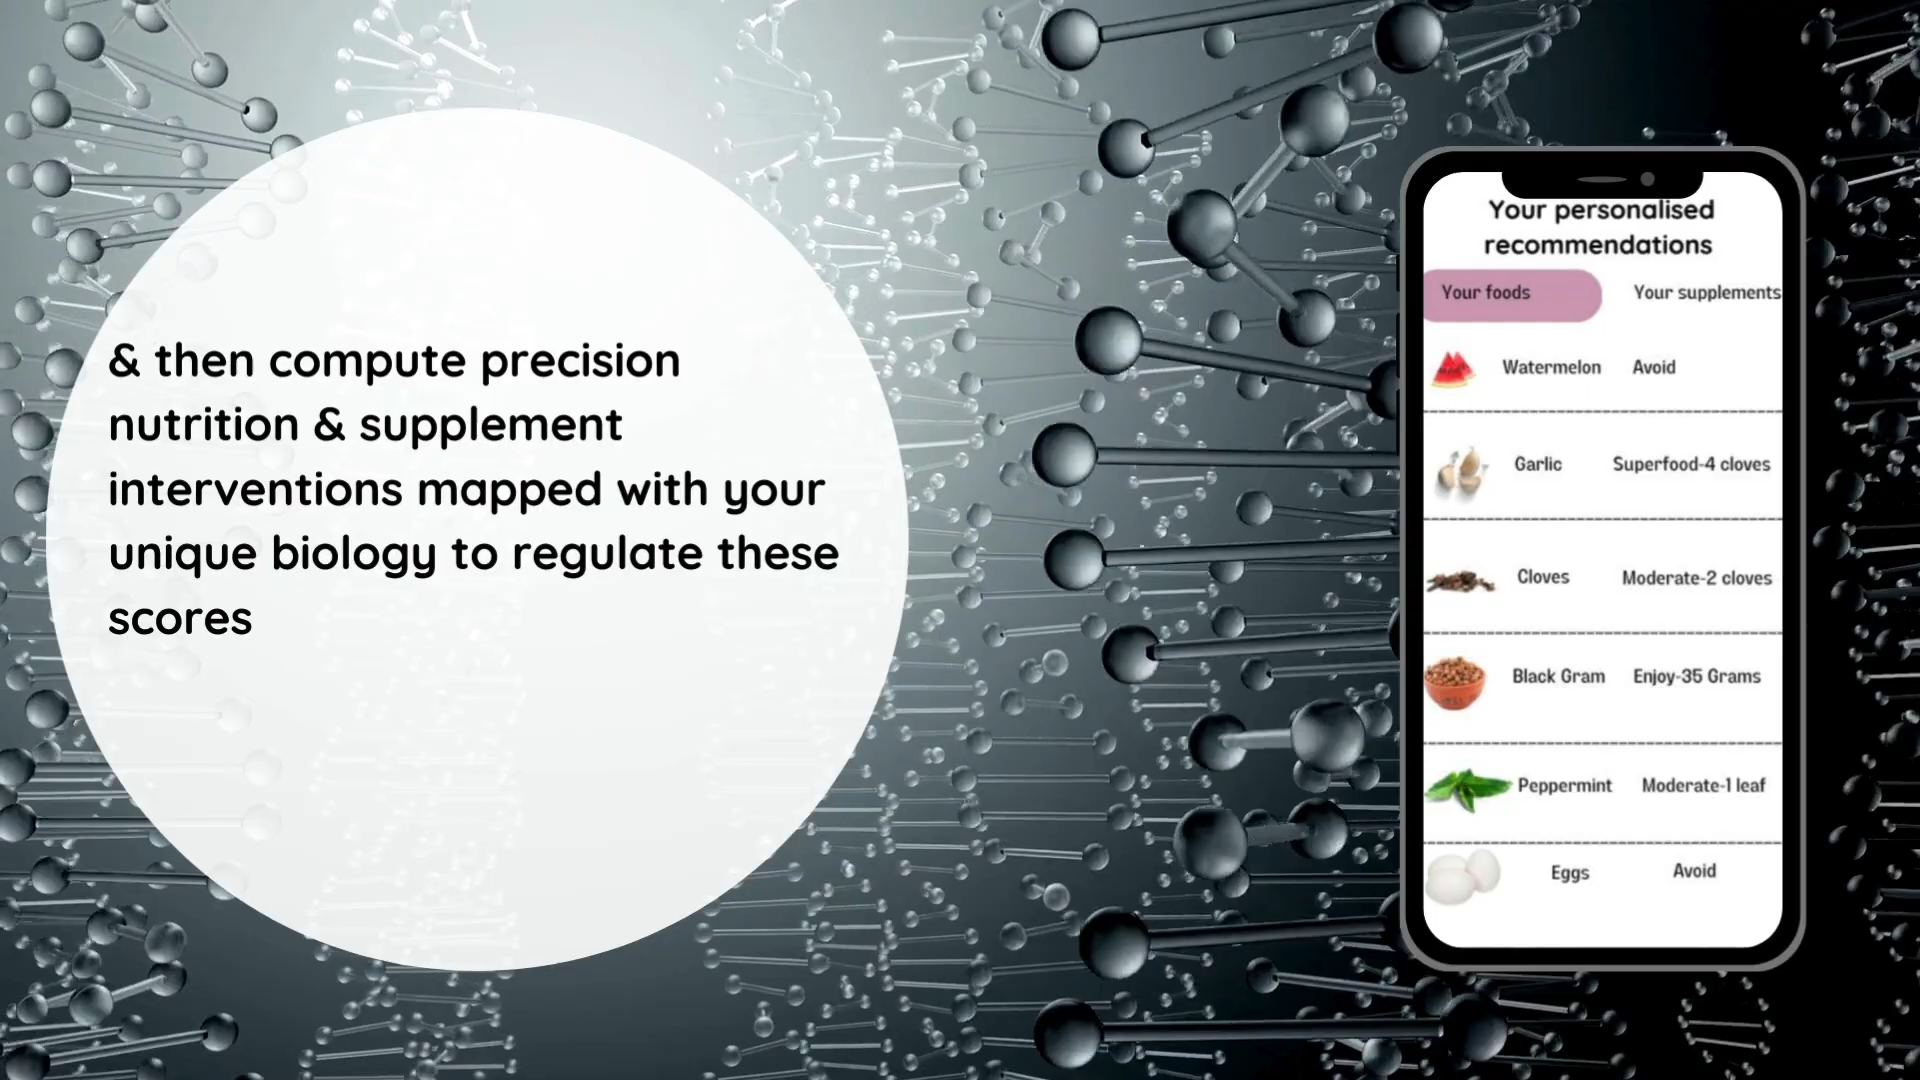 & then compute precision
nutrition & supplement
interventions mapped with your
unique biology to regulate these
scores
Your personalised
recommendations
Your foods Your supplements
Watermelon Avoid
Garlic Superfood-4 cloves
Cloves Moderate-2 cloves
Black Gram Enjoy-35 Grams
Peppermint Moderate-1 leaf
Eggs Avoid